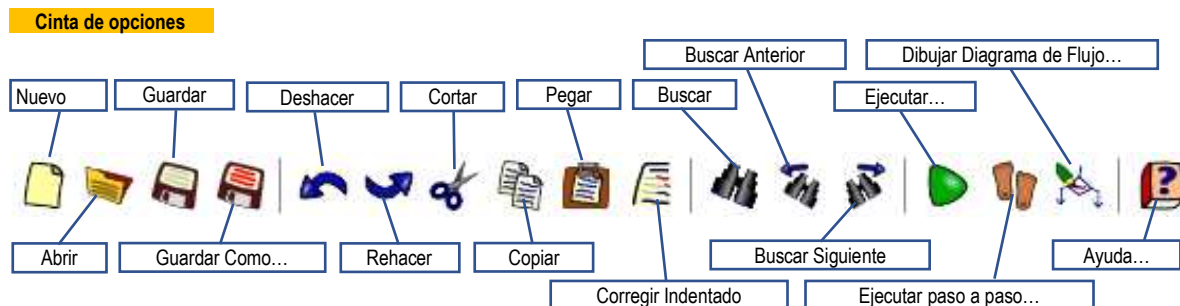 Cinta de opciones
Buscar Anterior
Dibujar Diagrama de Flujo…
Nuevo
Guardar
Deshacer
Cortar
Pegar
Buscar
Ejecutar…
?
Abrir
Guardar Como…
Rehacer
Copiar
Buscar Siguiente
Ayuda…
Corregir Indentado
Ejecutar paso a paso…